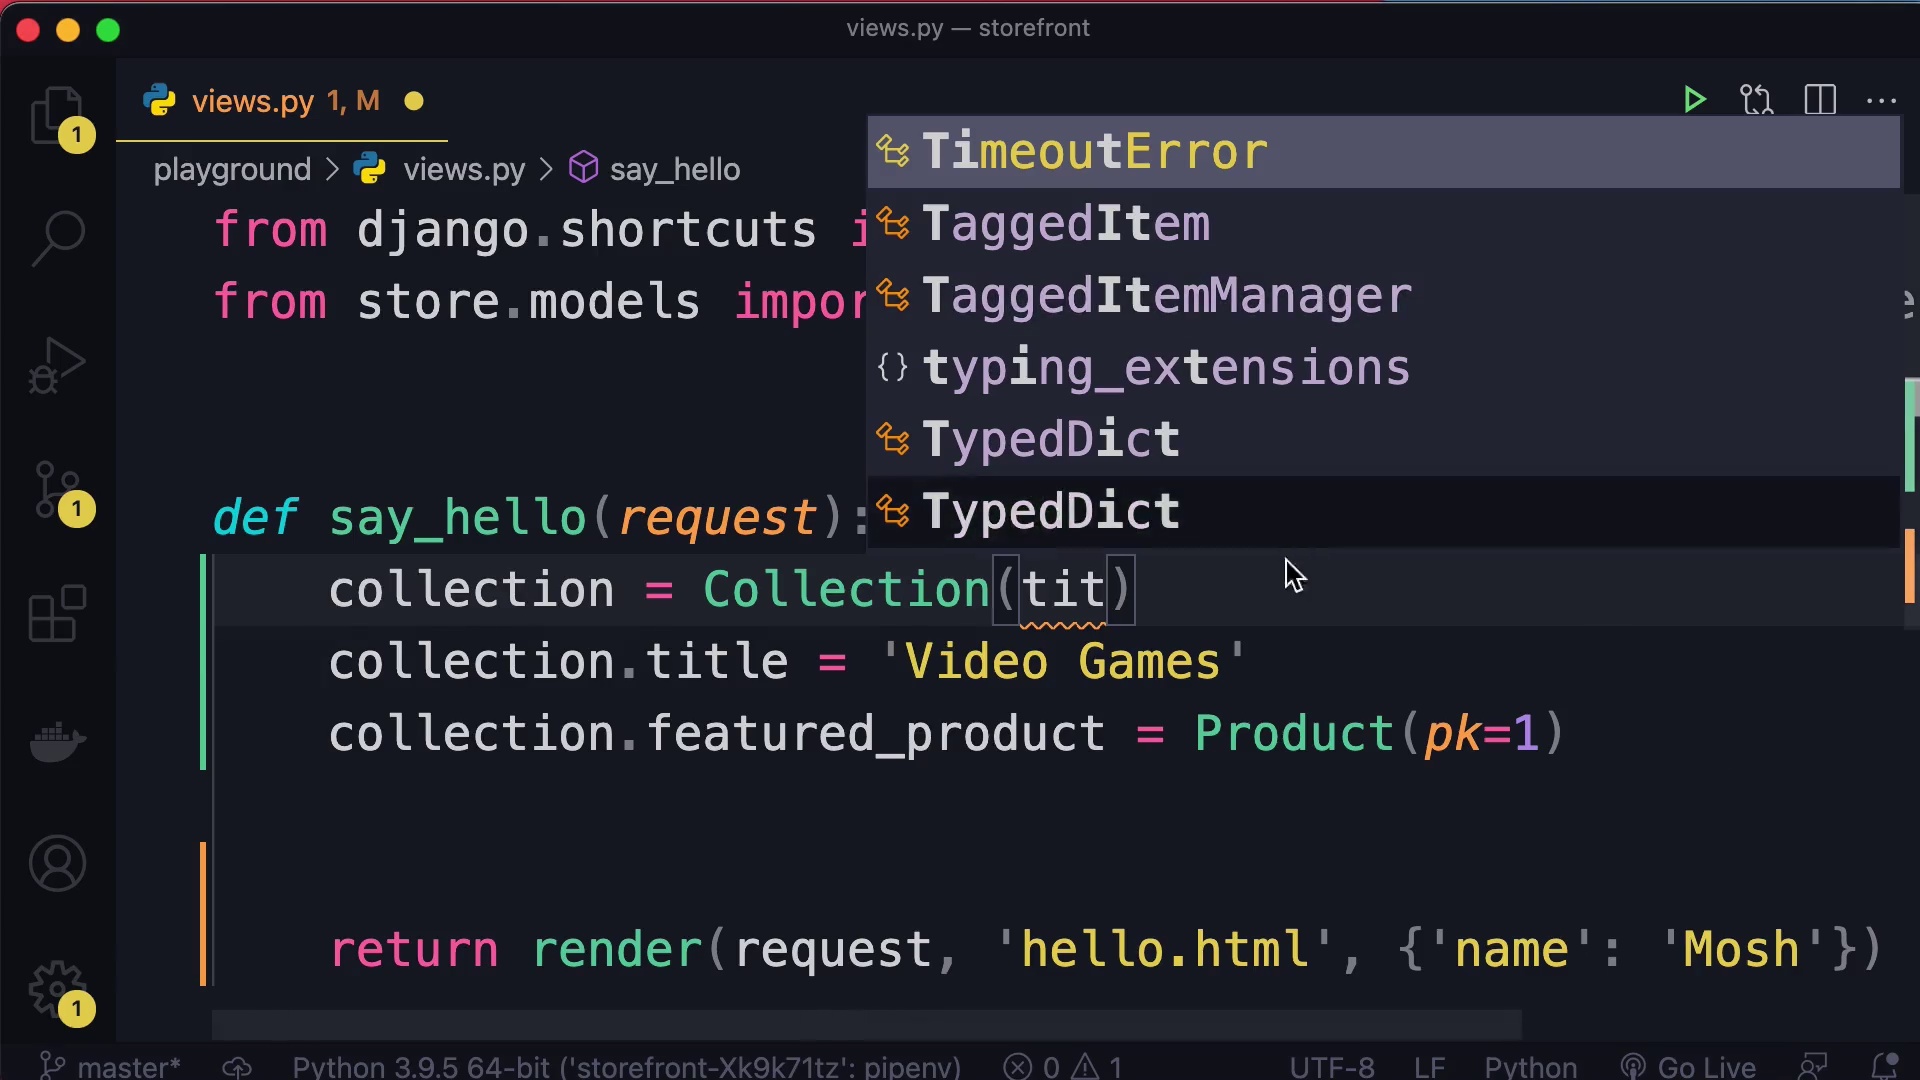 views.py — storefront
views.py 1, M
1
playground > views.py > say_hello
TimeoutError
TaggedItem
TaggedItemManager
{} typing_extensions
TypedDict
TypedDict
from django.shortcuts i
from store.models impor
def say_hello(request):
collection = Collection(tit)
collection.title = 'Video Games'
collection.featured_product = Product(pk=1)
return render(request, 'hello.html', {'name': 'Mosh'})
1
1
master*
Python 3.9.5 64-bit ('storefront-Xk9k71tz': pipenv)
0
1
UTF-8
LF
Python
Go Live